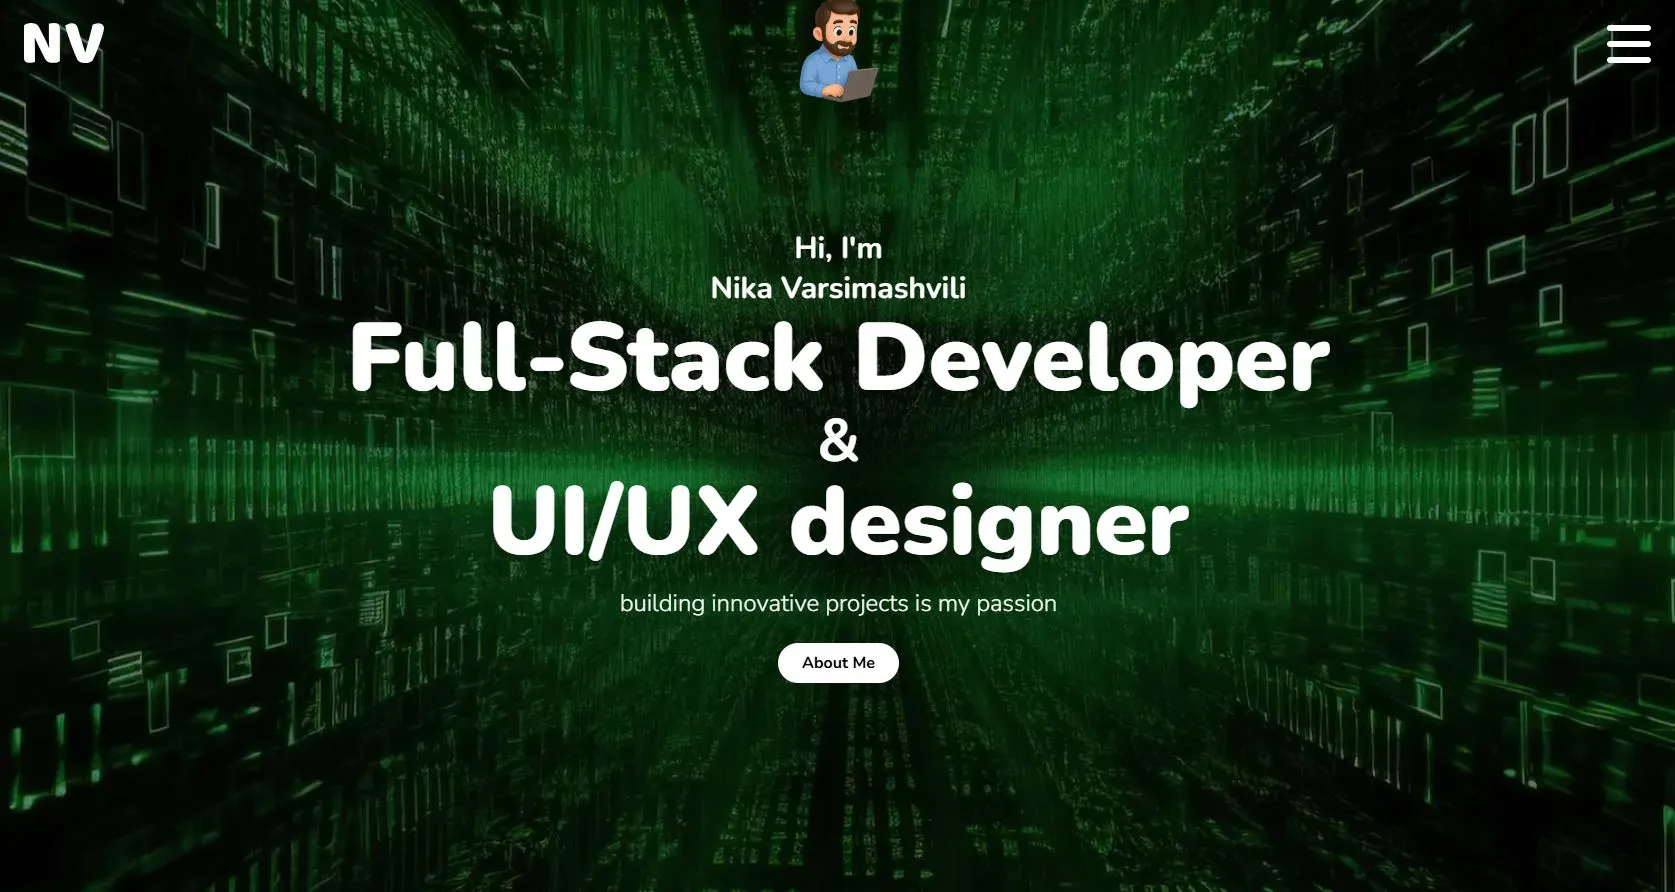 NV
Hi, I'm
Nika Varsimashvili
Full-Stack Developer
&
UI/UX designer
building innovative projects is my passion
About Me